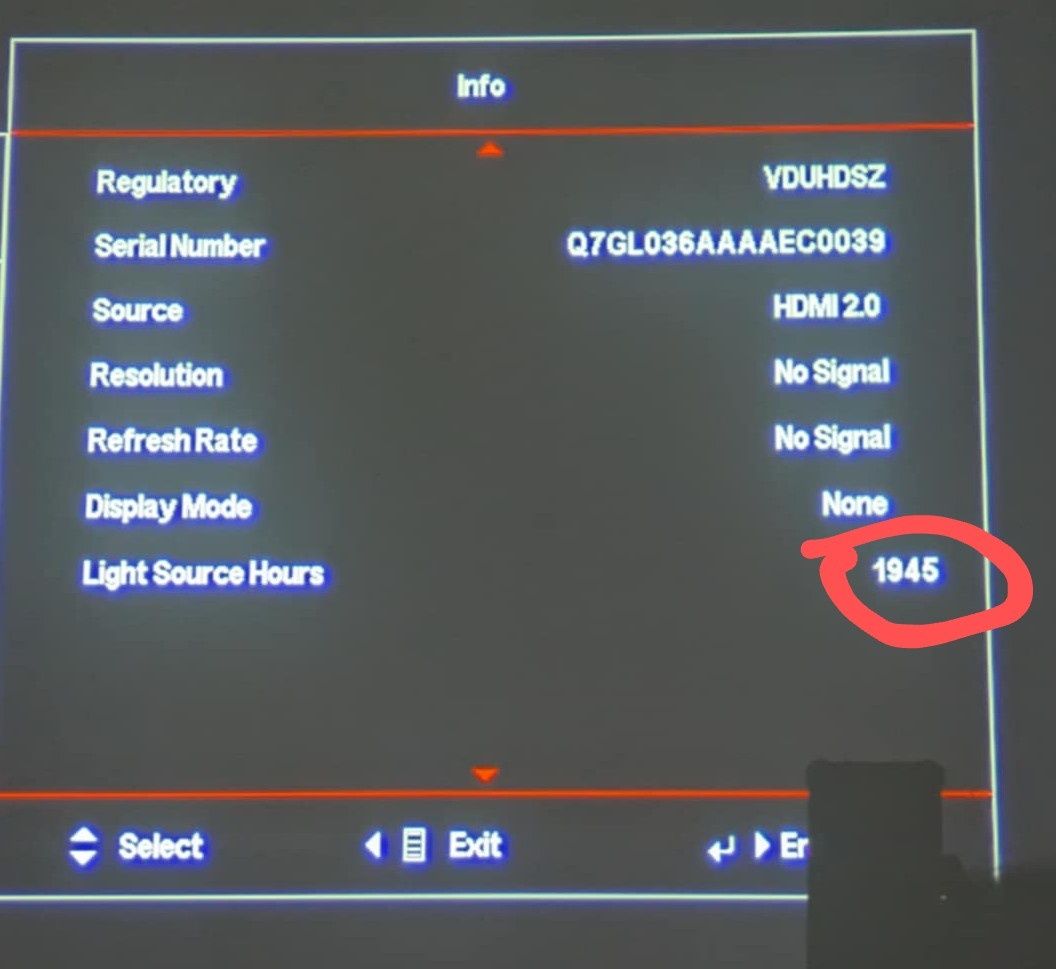 Info
Regulatory VDUHDSZ
Serial Number Q7GL036AAAAEC0039
Source HDMI 2.0
Resolution No Signal
Refresh Rate No Signal
Display Mode None
Light Source Hours 1945
Select Exit